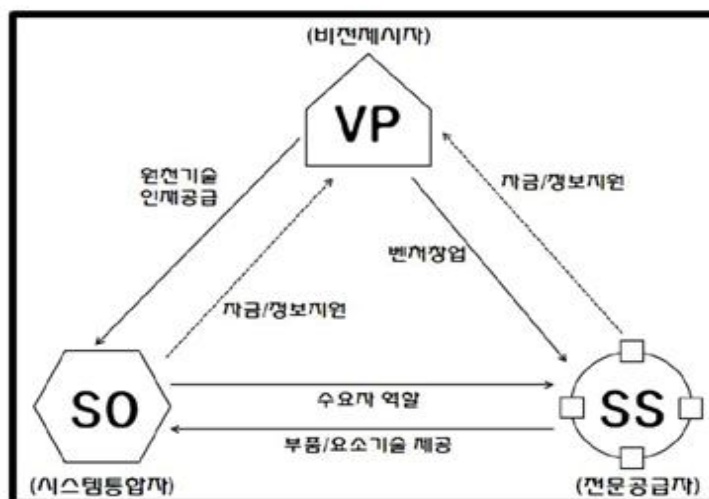 (비전제시자)
VP
원천기술
인재공급
자금/정보지원
벤처창업
자금/정보지원
SO
수요자 역할
SS
부품/요소기술 제공
(시스템통합자)
(전문공급자)